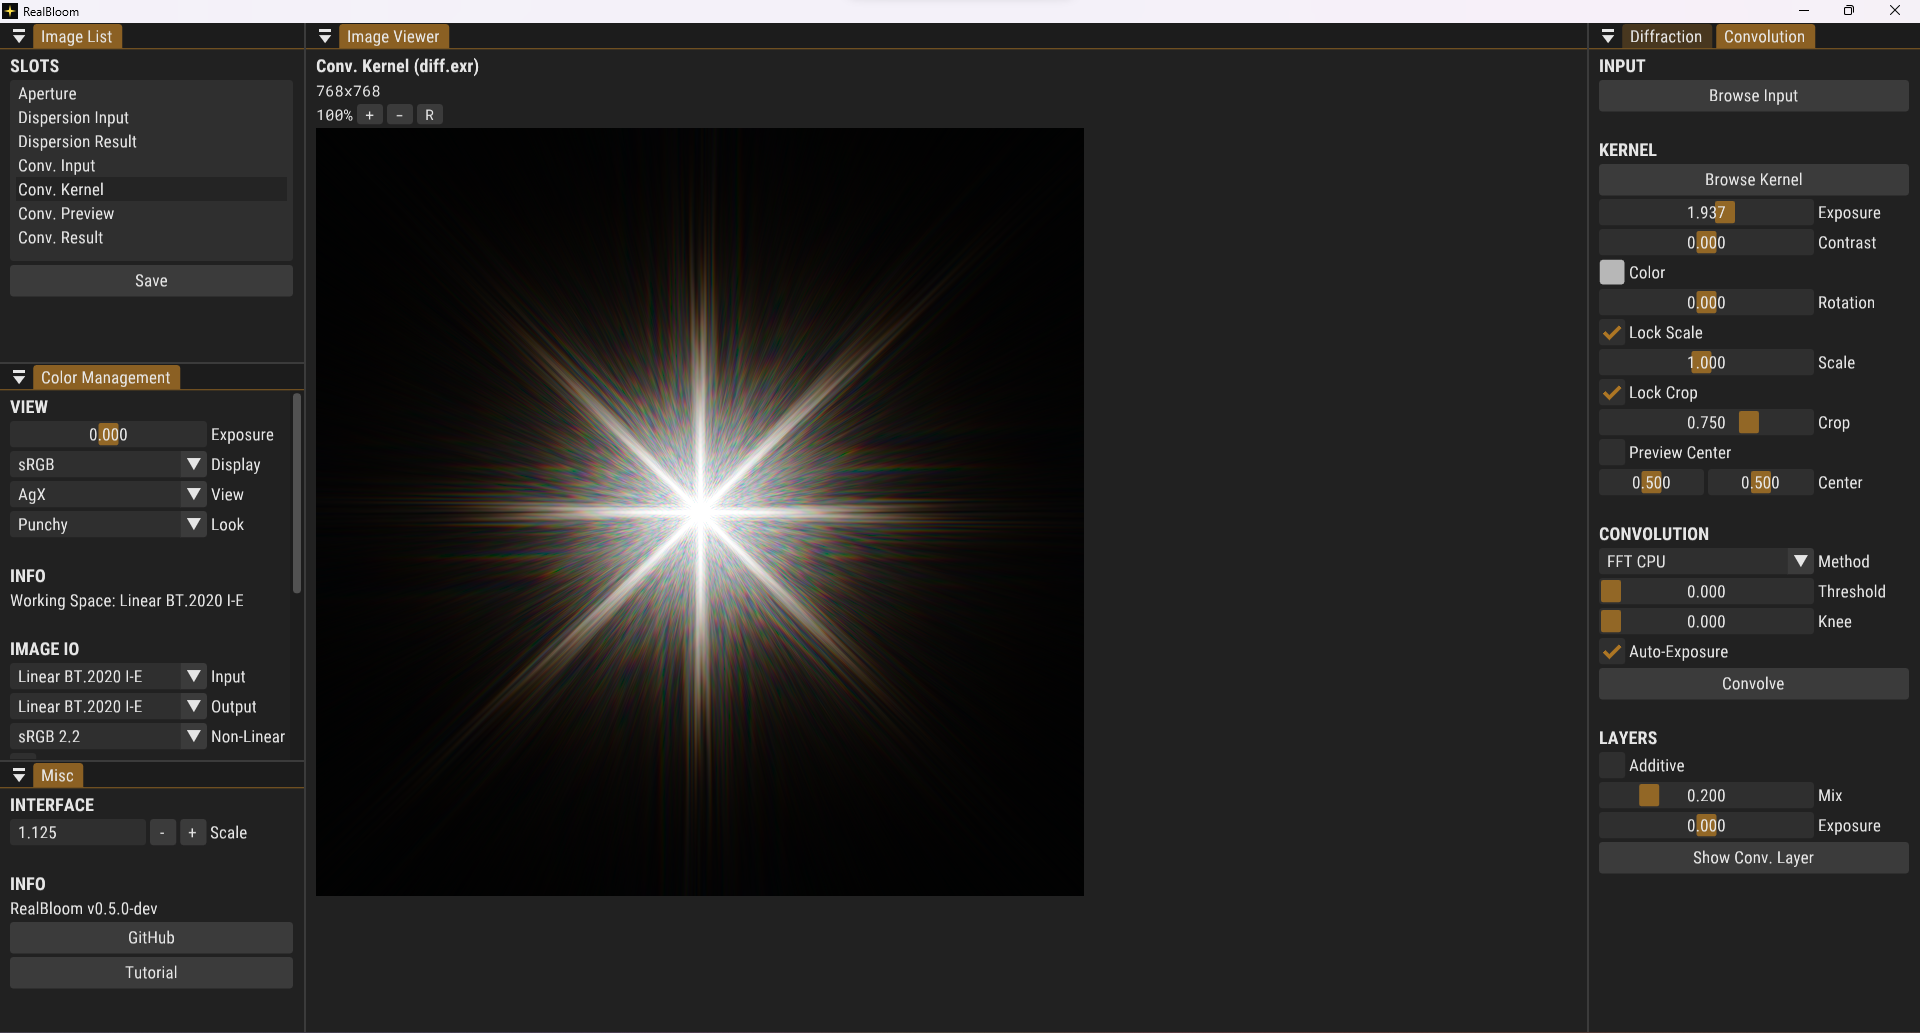 RealBloom
Image List
SLOTS
Aperture
Dispersion Input
Dispersion Result
Conv. Input
Conv. Kernel
Conv. Preview
Conv. Result
Save
Color Management
VIEW
0.000 Exposure
sRGB Display
AgX View
Punchy Look
INFO
Working Space: Linear BT.2020 I-E
IMAGE IO
Linear BT.2020 I-E Input
Linear BT.2020 I-E Output
sRGB 2.2 Non-Linear
Misc
INTERFACE
1.125 - + Scale
INFO
RealBloom v0.5.0-dev
GitHub
Tutorial
Image Viewer
Conv. Kernel (diff.exr)
768x768
100% + - R
Diffraction Convolution
INPUT
Browse Input
KERNEL
Browse Kernel
1.937 Exposure
0.000 Contrast
Color
0.000 Rotation
Lock Scale
1.000 Scale
Lock Crop
0.750 Crop
Preview Center
0.500 0.500 Center
CONVOLUTION
FFT CPU Method
0.000 Threshold
0.000 Knee
Auto-Exposure
Convolve
LAYERS
Additive
0.200 Mix
0.000 Exposure
Show Conv. Layer